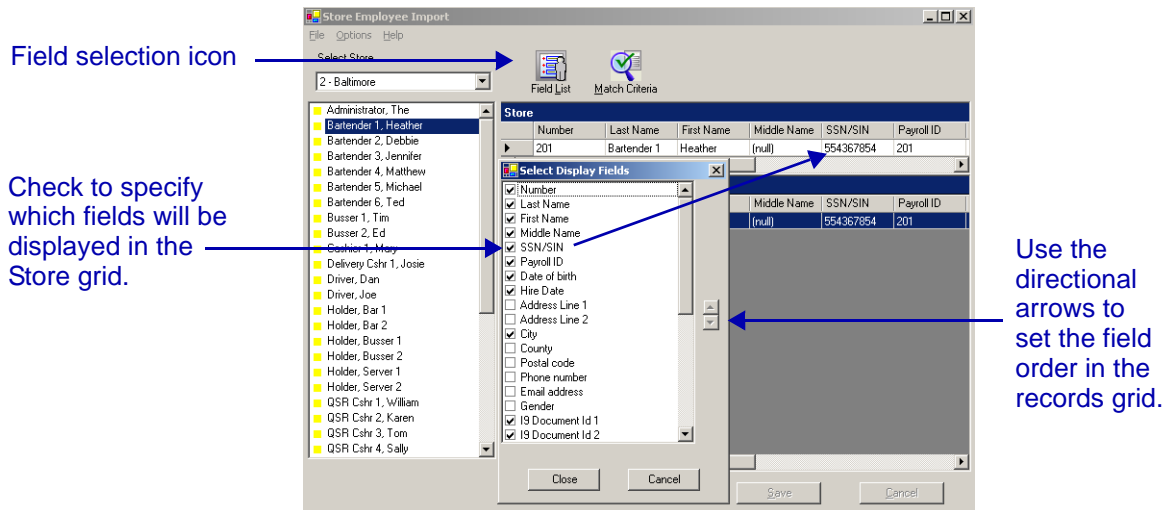 Store Employee Import
File Options Help
Field selection icon
Select Store
2 - Baltimore
Field List
Match Criteria
Administrator, The
Bartender 1, Heather
Bartender 2, Debbie
Bartender 3, Jennifer
Bartender 4, Matthew
Bartender 5, Michael
Bartender 6, Ted
Busser 1, Tim
Busser 2, Ed
Cashier 1, Mary
Delivery Cshr 1, Josie
Driver, Dan
Driver, Joe
Holder, Bar 1
Holder, Bar 2
Holder, Busser 1
Holder, Busser 2
Holder, Server 1
Holder, Server 2
QSR Cshr 1, William
QSR Cshr 2, Karen
QSR Cshr 3, Tom
QSR Cshr 4, Sally
Store
Number Last Name First Name Middle Name SSN/SIN Payroll ID
201 Bartender 1 Heather (null) 554367854 201
Middle Name SSN/SIN Payroll ID
(null) 554367854 201
Select Display Fields
Number
Last Name
First Name
Middle Name
SSN/SIN
Payroll ID
Date of birth
Hire Date
Address Line 1
Address Line 2
City
County
Postal code
Phone number
Email address
Gender
I9 Document Id 1
I9 Document Id 2
Close
Cancel
Save
Cancel
Check to specify
which fields will be
displayed in the
Store grid.
Use the
directional
arrows to
set the field
order in the
records grid.